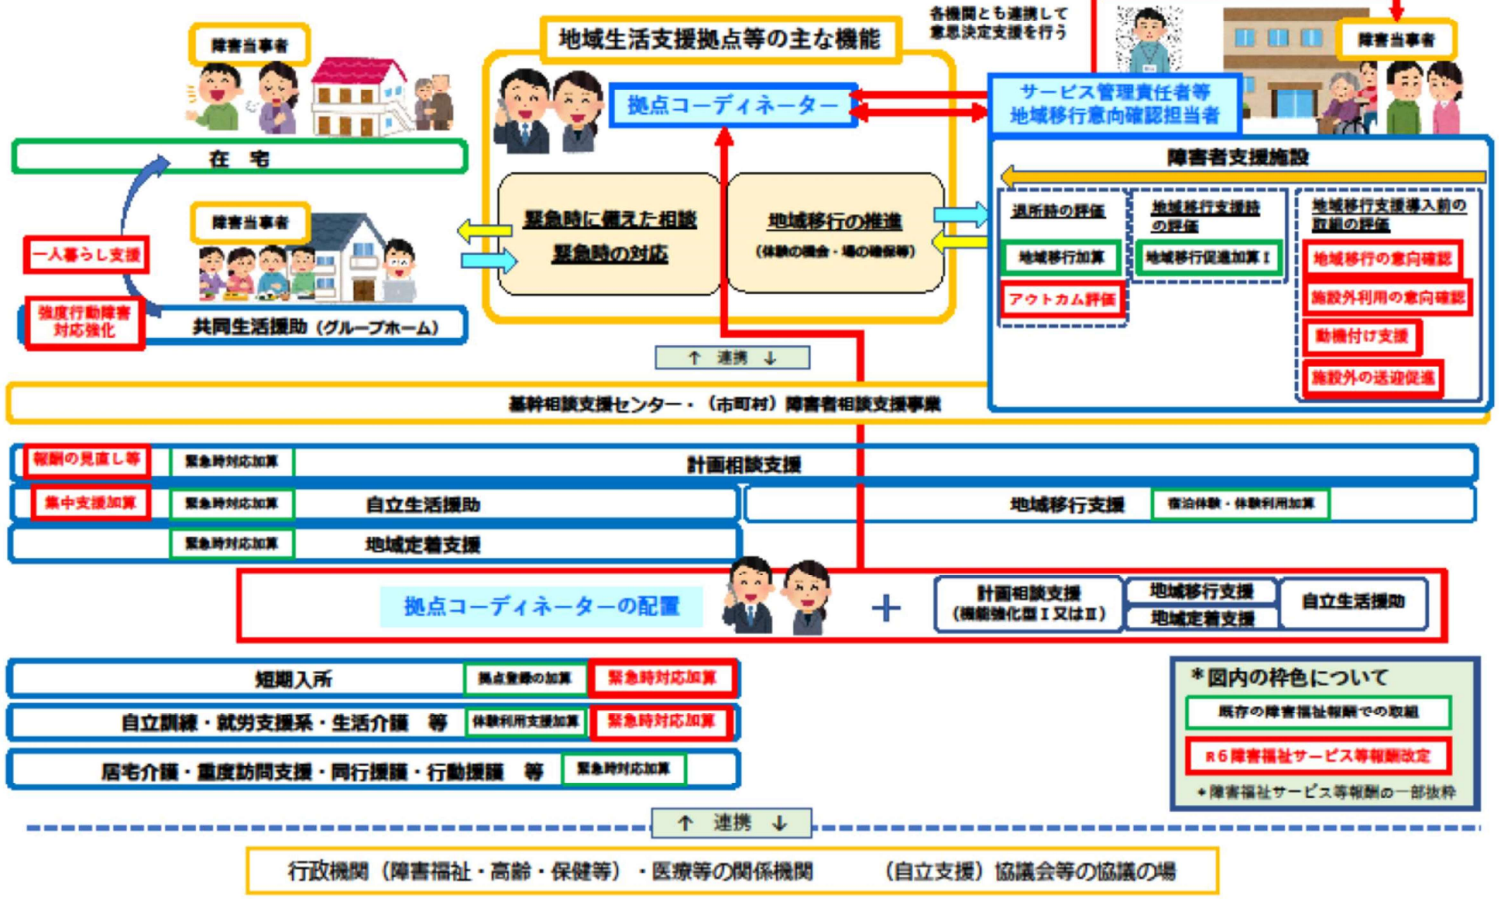 各機関とも連携して
意思決定支援を行う
障害当事者
地域生活支援拠点等の主な機能
障害当事者
拠点コーディネーター
サービス管理責任者等
地域移行意向確認担当者
在　宅
障害者支援施設
障害当事者
緊急時に備えた相談
緊急時の対応
地域移行の推進
（体験の機会・場の確保等）
退所時の評価
地域移行加算
アウトカム評価
地域移行支援時
の評価
地域移行促進加算Ⅰ
地域移行支援導入前の
取組の評価
地域移行の意向確認
施設外利用の意向確認
動機付け支援
施設外の送迎促進
一人暮らし支援
強度行動障害
対応強化
共同生活援助（グループホーム）
↑　連携　↓
基幹相談支援センター・（市町村）障害者相談支援事業
報酬の見直し等
緊急時対応加算
計画相談支援
集中支援加算
緊急時対応加算
自立生活援助
地域移行支援
宿泊体験・体験利用加算
緊急時対応加算
地域定着支援
拠点コーディネーターの配置
＋
計画相談支援
（機能強化型Ⅰ又はⅡ）
地域移行支援
地域定着支援
自立生活援助
短期入所
拠点登録の加算
緊急時対応加算
自立訓練・就労支援系・生活介護　等
体験利用支援加算
緊急時対応加算
居宅介護・重度訪問支援・同行援護・行動援護　等
緊急時対応加算
＊図内の枠色について
既存の障害福祉報酬での取組
R６障害福祉サービス等報酬改定
＊障害福祉サービス等報酬の一部抜粋
↑　連携　↓
行政機関（障害福祉・高齢・保健等）・医療等の関係機関　　　（自立支援）協議会等の協議の場